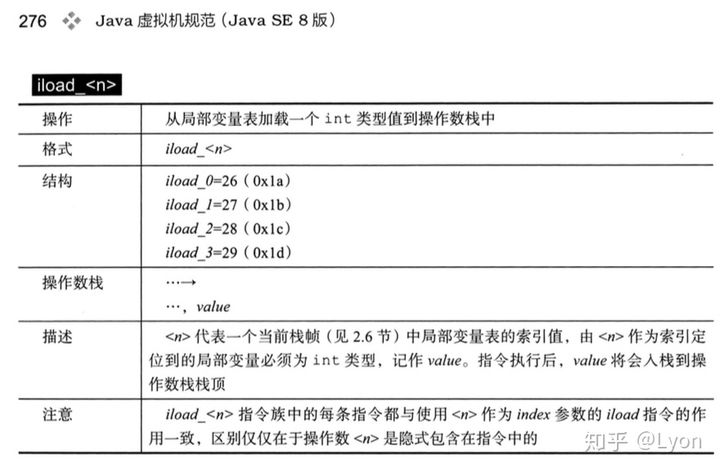 276 Java 虚拟机规范（Java SE 8 版）
iload_<n>
操作 从局部变量表加载一个 int 类型值到操作数栈中
格式 iload_<n>
结构 iload_0=26（0x1a）
iload_1=27（0x1b）
iload_2=28（0x1c）
iload_3=29（0x1d）
操作数栈 …→
…，value
描述 <n> 代表一个当前栈帧（见 2.6 节）中局部变量表的索引值，由 <n> 作为索引定
位到的局部变量必须为 int 类型，记作 value。指令执行后，value 将会入栈到操
作数栈栈顶
注意 iload_<n> 指令族中的每条指令都与使用 <n> 作为 index 参数的 iload 指令的作
用一致，区别仅仅在于操作数 <n> 是隐式包含在指令中的
知乎 @Lyon